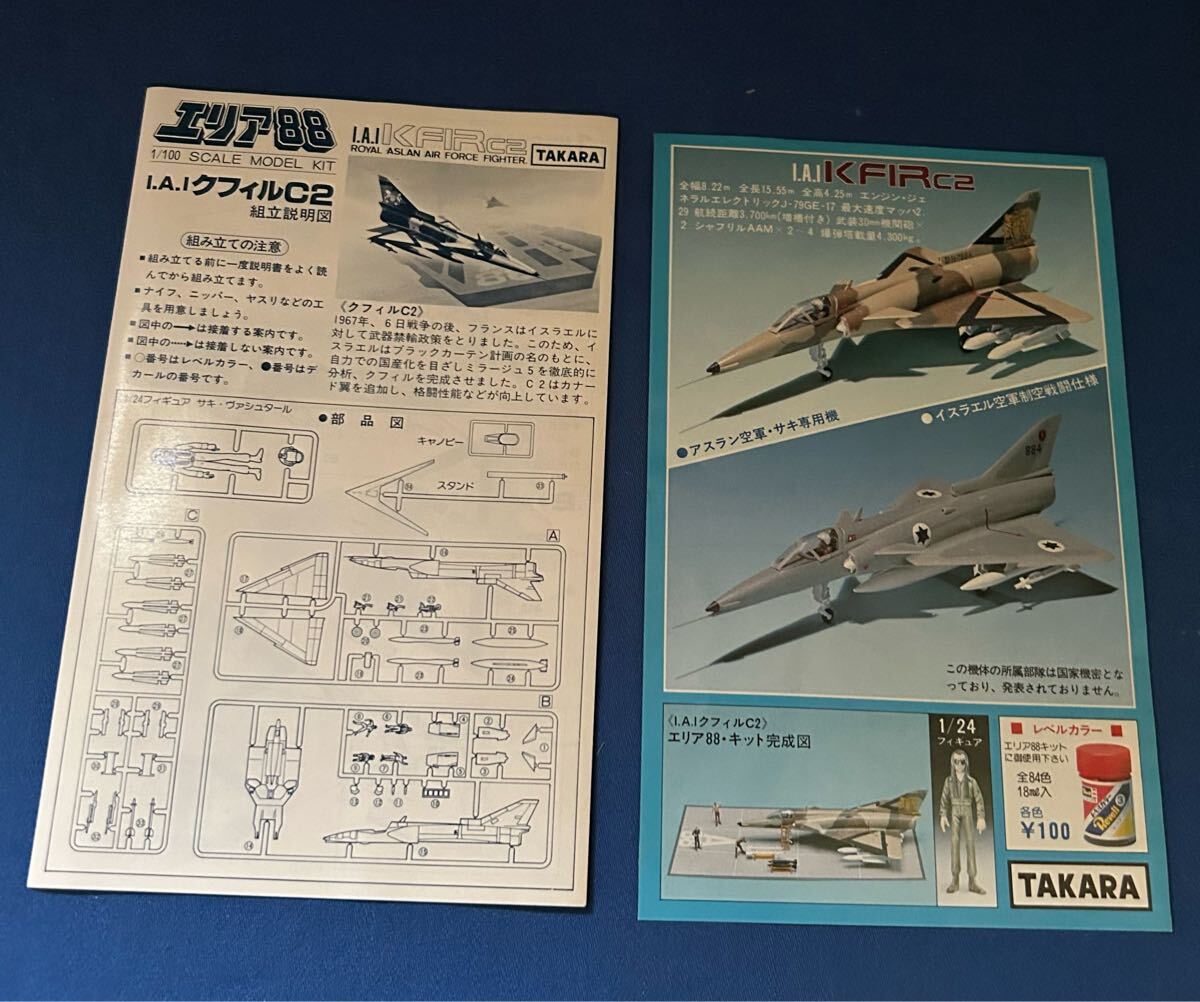 エリア88
1/100 SCALE MODEL KIT
I.A.IクフィルC2
組立説明図
I.A.I KFIRC2
ROYAL ASLAN AIR FORCE FIGHTER.
TAKARA
組み立ての注意
■組み立てる前に一度説明書をよく読
んでから組み立てます。
■ナイフ、ニッパー、ヤスリなどの工
具を用意しましょう。
■図中の→は接着する案内です。
■図中の┈➤は接着しない案内です。
■○番号はレベルカラー、●番号はデ
カールの番号です。
《クフィルC2》
1967年、6日戦争の後、フランスはイスラエルに
対して武器禁輸政策をとりました。このため、イ
スラエルはブラックカーテン計画の名のもとに、
自力での国産化を目ざしミラージュ5を徹底的に
分析、クフィルを完成させました。C2はカナー
ド翼を追加し、格闘性能などが向上しています。
1/24フィギュア サキ・ヴァシュタール
●部品図
キャノピー
スタンド
A
B
C
I.A.I KFIRC2
全幅8.22m 全長15.55m 全高4.25m エンジン・ジェ
ネラルエレクトリックJ-79GE-17 最大速度マッハ2.
29 航続距離3.700km(増槽付き) 武装30mm機関砲×
2 シャフリルAAM×2~4 爆弾塔載量4.300kg。
●アスラン空軍・サキ専用機
●イスラエル空軍制空戦闘仕様
884
この機体の所属部隊は国家機密とな
っており、発表されておりません。
《I.A.IクフィルC2》
エリア88・キット完成図
1/24
フィギュア
■レベルカラー■
エリア88キット
に御使用下さい
全84色
18ml入
各色
¥100
Revell
TAKARA